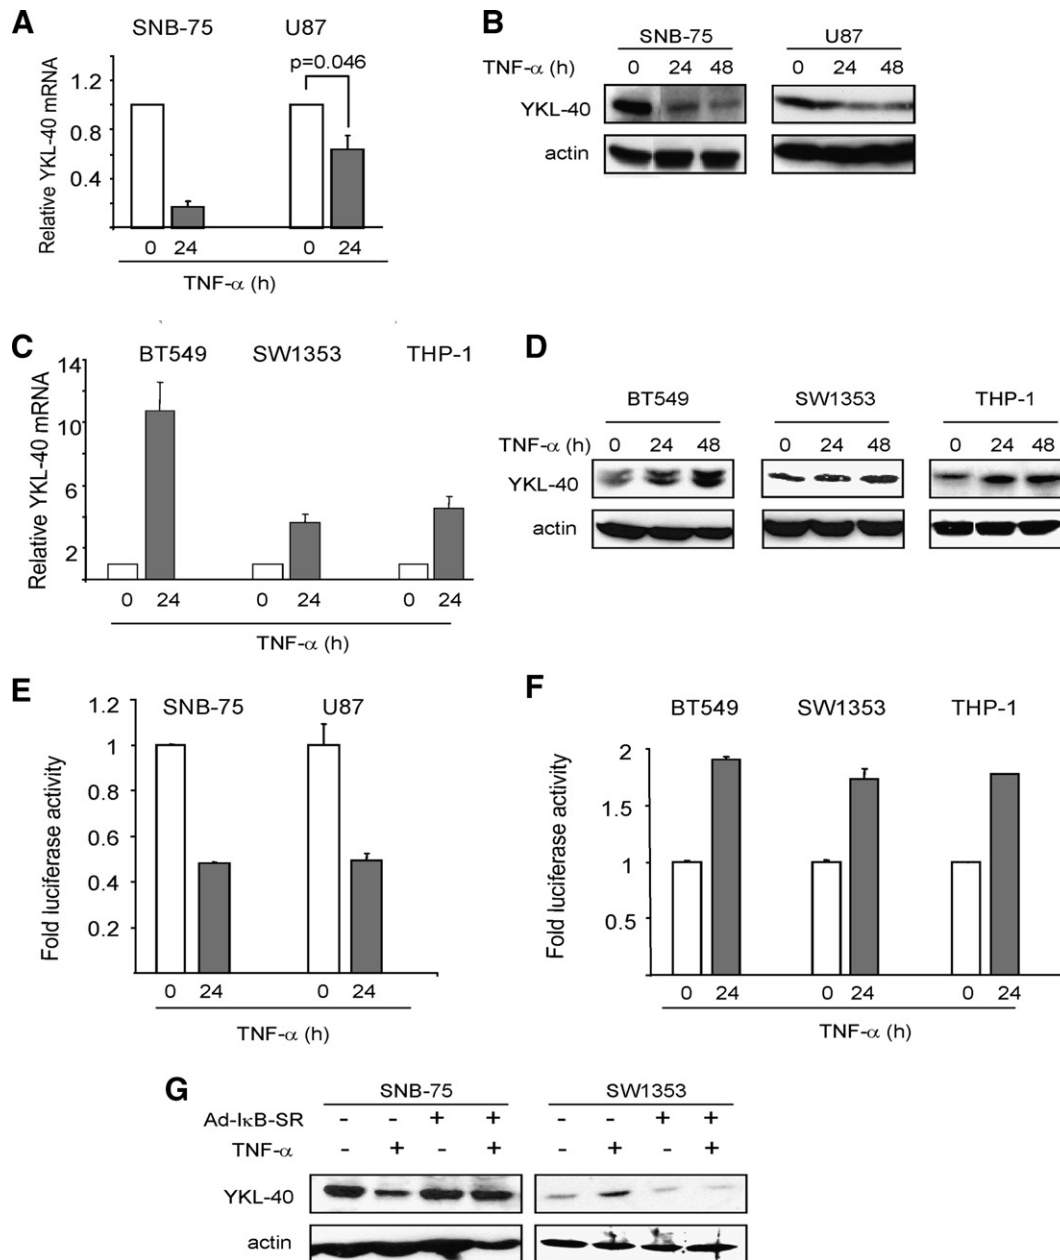 A
SNB-75 U87
p=0.046
Relative YKL-40 mRNA
1.2
0.8
0.4
0 24 0 24
TNF-α (h)
B
SNB-75 U87
TNF-α (h) 0 24 48 0 24 48
YKL-40
actin
C
BT549 SW1353 THP-1
Relative YKL-40 mRNA
14
10
6
2
0 24 0 24 0 24
TNF-α (h)
D
BT549 SW1353 THP-1
TNF-α (h) 0 24 48 0 24 48 0 24 48
YKL-40
actin
E
SNB-75 U87
Fold luciferase activity
1.2
1
0.8
0.6
0.4
0.2
0 24 0 24
TNF-α (h)
F
BT549 SW1353 THP-1
Fold luciferase activity
2
1.5
1
0.5
0 24 0 24 0 24
TNF-α (h)
G
SNB-75 SW1353
Ad-IκB-SR - - + + - - + +
TNF-α - + - + - + - +
YKL-40
actin